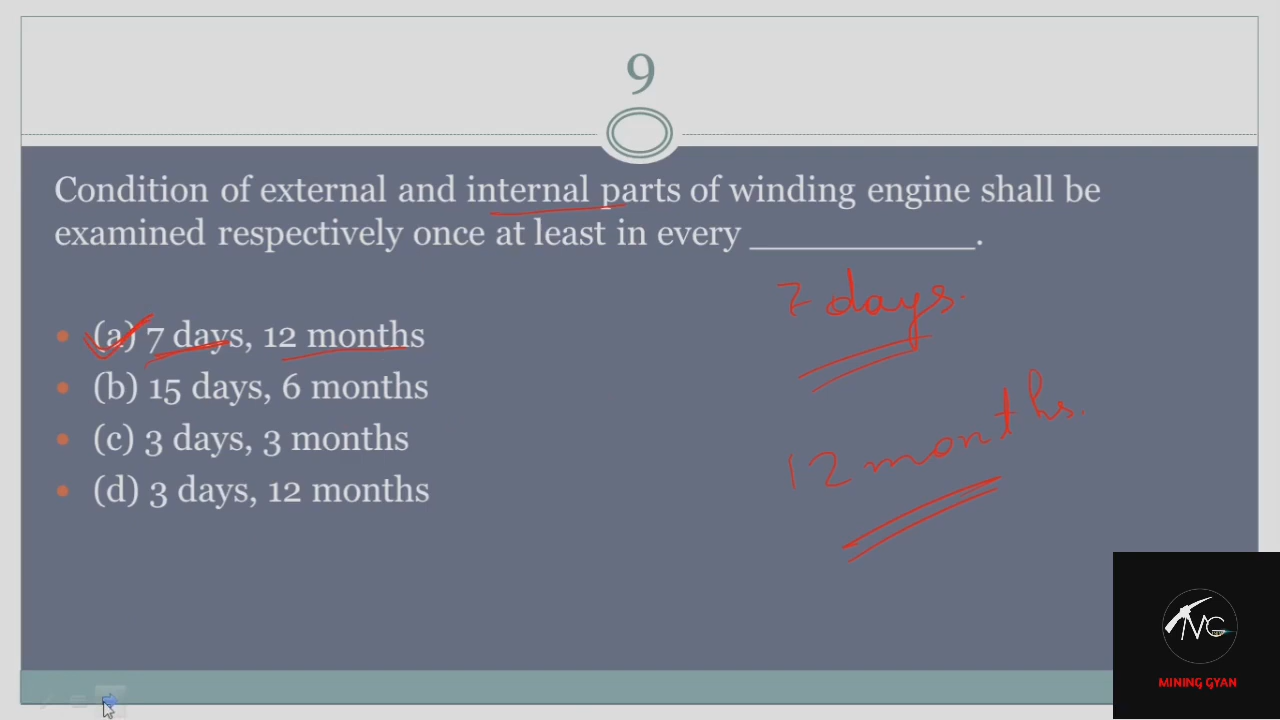 9
Condition of external and internal parts of winding engine shall be
examined respectively once at least in every ____________.
7 days.
(a) 7 days, 12 months
(b) 15 days, 6 months
(c) 3 days, 3 months
12 months.
(d) 3 days, 12 months
MG
MINING GYAN